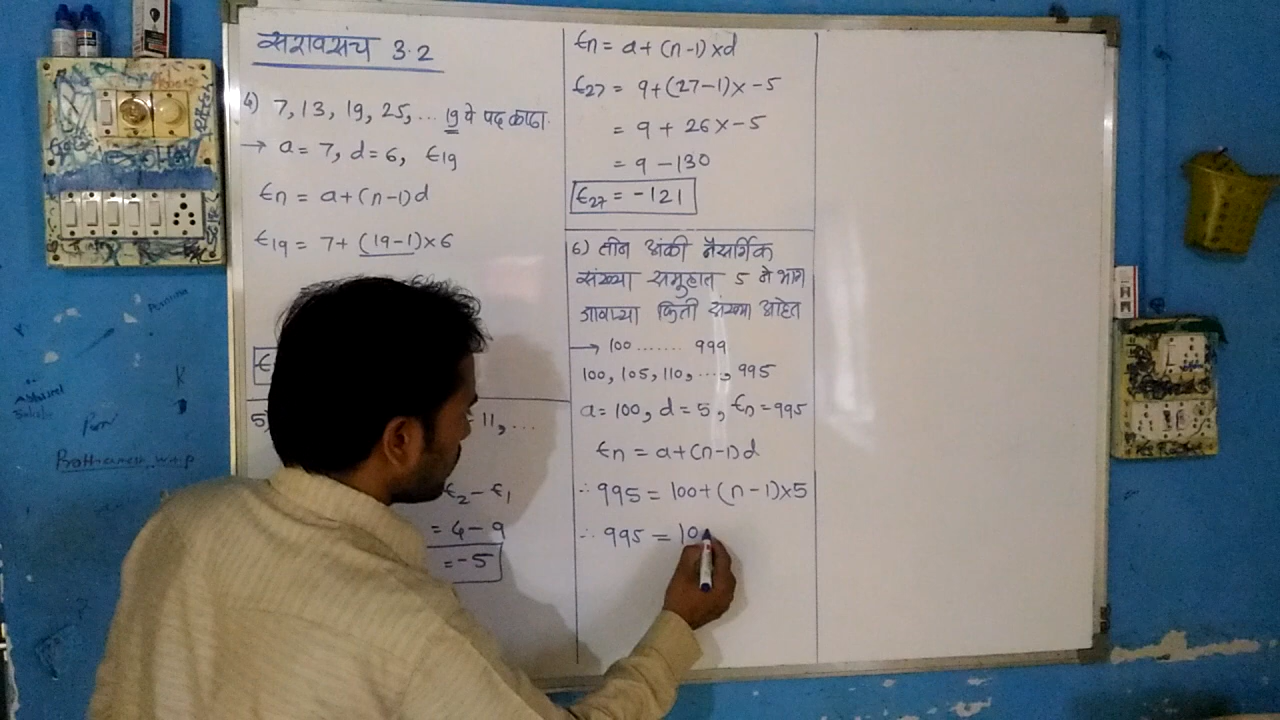 सरावसंच 3.2
4) 7, 13, 19, 25, ... 19 वे पद काढा.
→ a = 7, d = 6, t19
tn = a + (n-1) d
t19 = 7 + (19-1) × 6
5)
11, ...
t2 - t1
= 4 - 9
= -5
tn = a + (n-1) × d
t27 = 9 + (27-1) × -5
= 9 + 26 × -5
= 9 - 130
t27 = -121
6) तीन अंकी नैसर्गिक
संख्या समुहात 5 ने भाग
जाणाऱ्या किती संख्या आहेत
→ 100 ....... 999
100, 105, 110, ....., 995
a = 100, d = 5, tn = 995
tn = a + (n-1) d
∴ 995 = 100 + (n-1) × 5
∴ 995 = 10